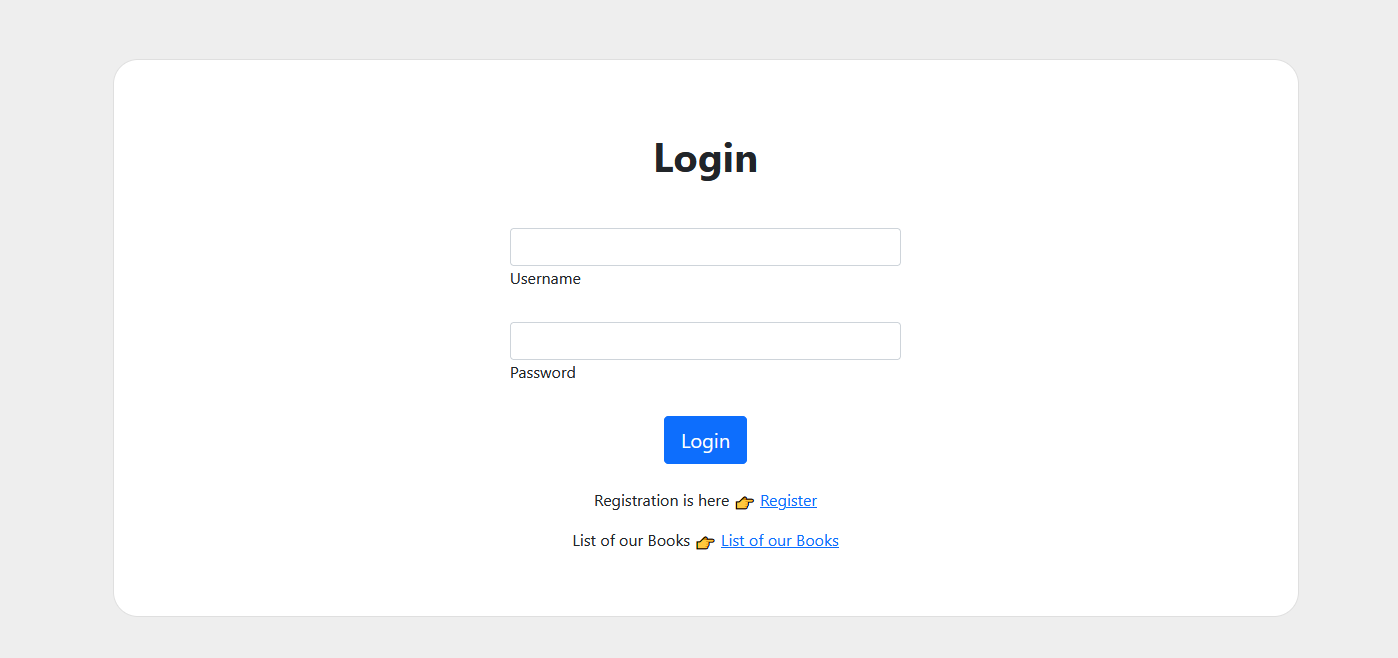 Login
Username
Password
Login
Registration is here 👉 Register
List of our Books 👉 List of our Books